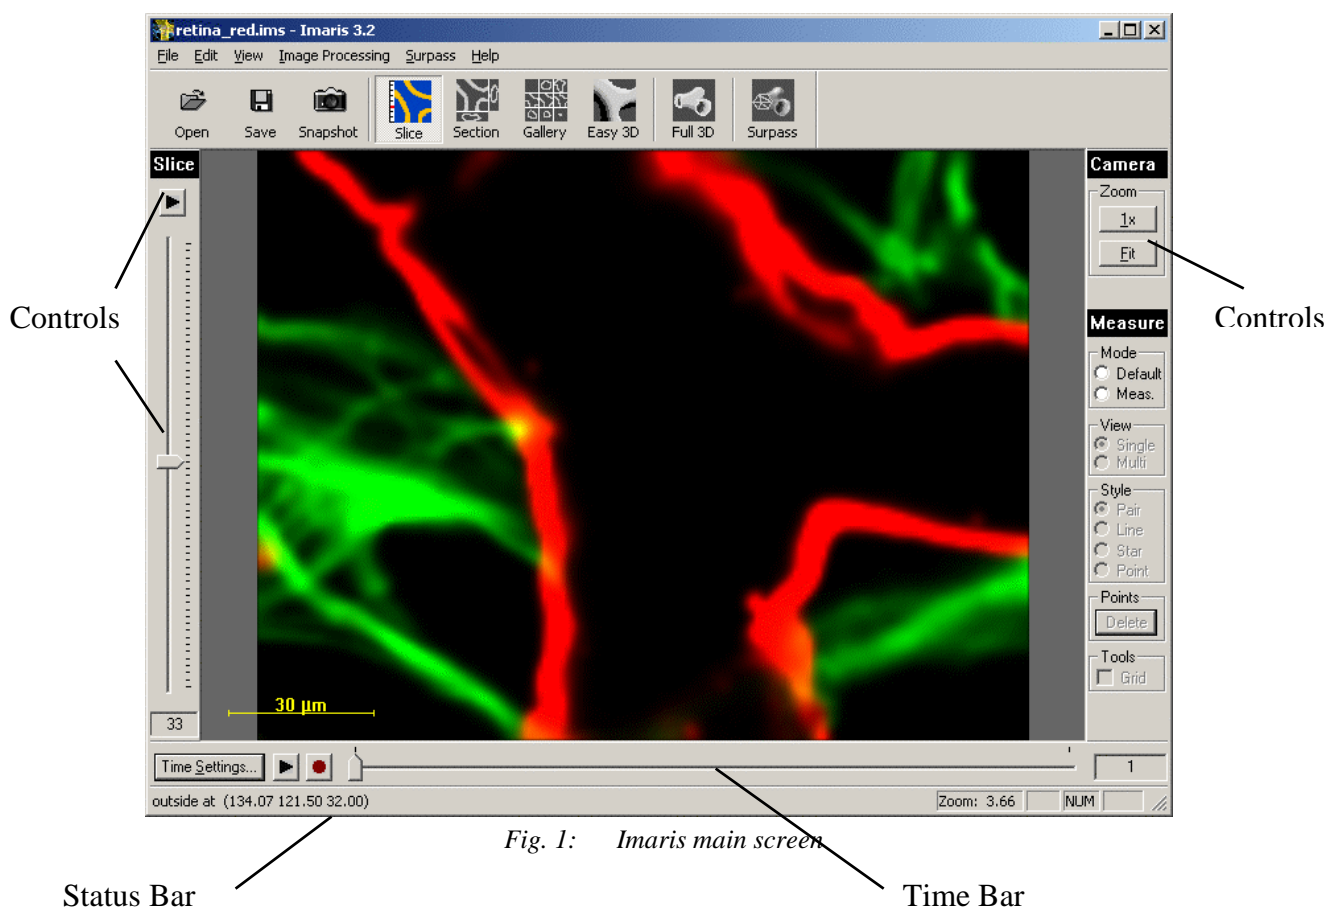 retina_red.ims - Imaris 3.2
File Edit View Image Processing Surpass Help
Open Save Snapshot Slice Section Gallery Easy 3D Full 3D Surpass
Slice
Camera
Zoom
1x
Fit
Controls
Controls
Measure
Mode
Default
Meas.
View
Single
Multi
Style
Pair
Line
Star
Point
Points
Delete
Tools
Grid
30 µm
33
Time Settings... 1
outside at (134.07 121.50 32.00) Zoom: 3.66 NUM
Fig. 1: Imaris main screen
Status Bar Time Bar